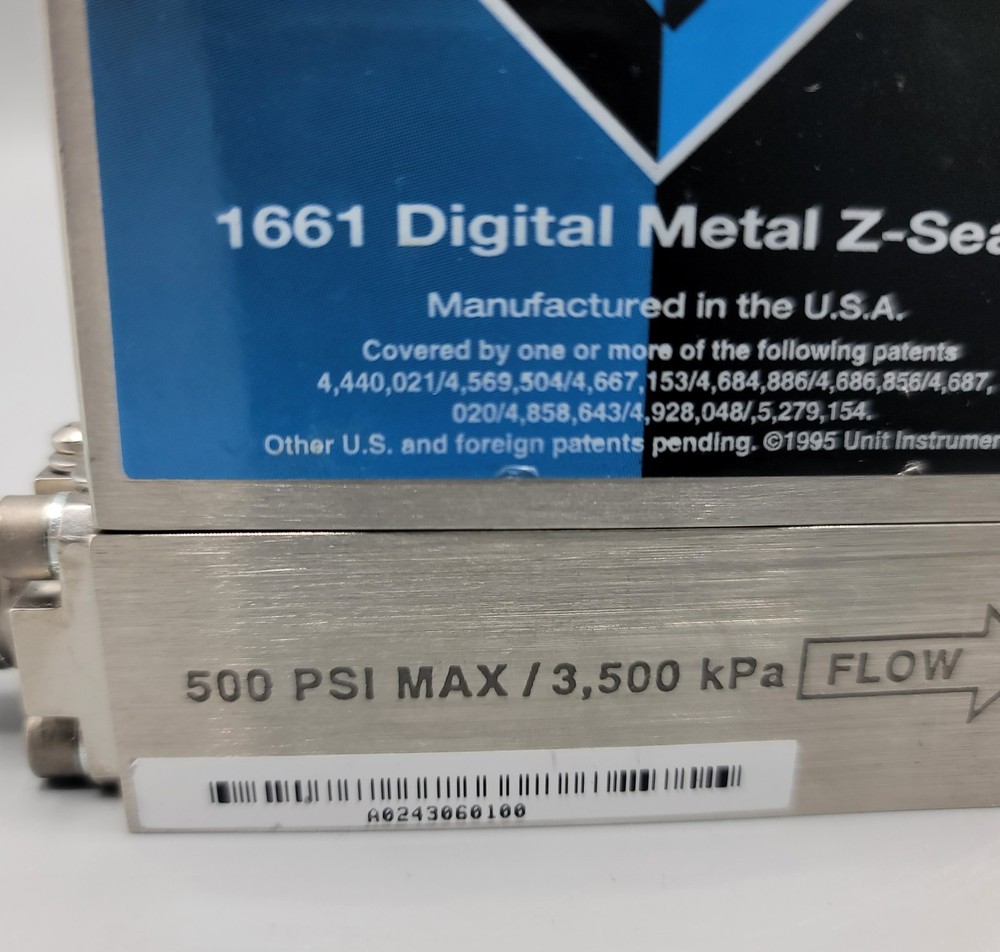 1661 Digital Metal Z-Sea
Manufactured in the U.S.A.
Covered by one or more of the following patents
4,440,021/4,569,504/4,667,153/4,684,886/4,686,856/4,687,
020/4,858,643/4,928,048/,5,279,154.
Other U.S. and foreign patents pending. ©1995 Unit Instrumen
500 PSI MAX / 3,500 kPa FLOW
A0243060100